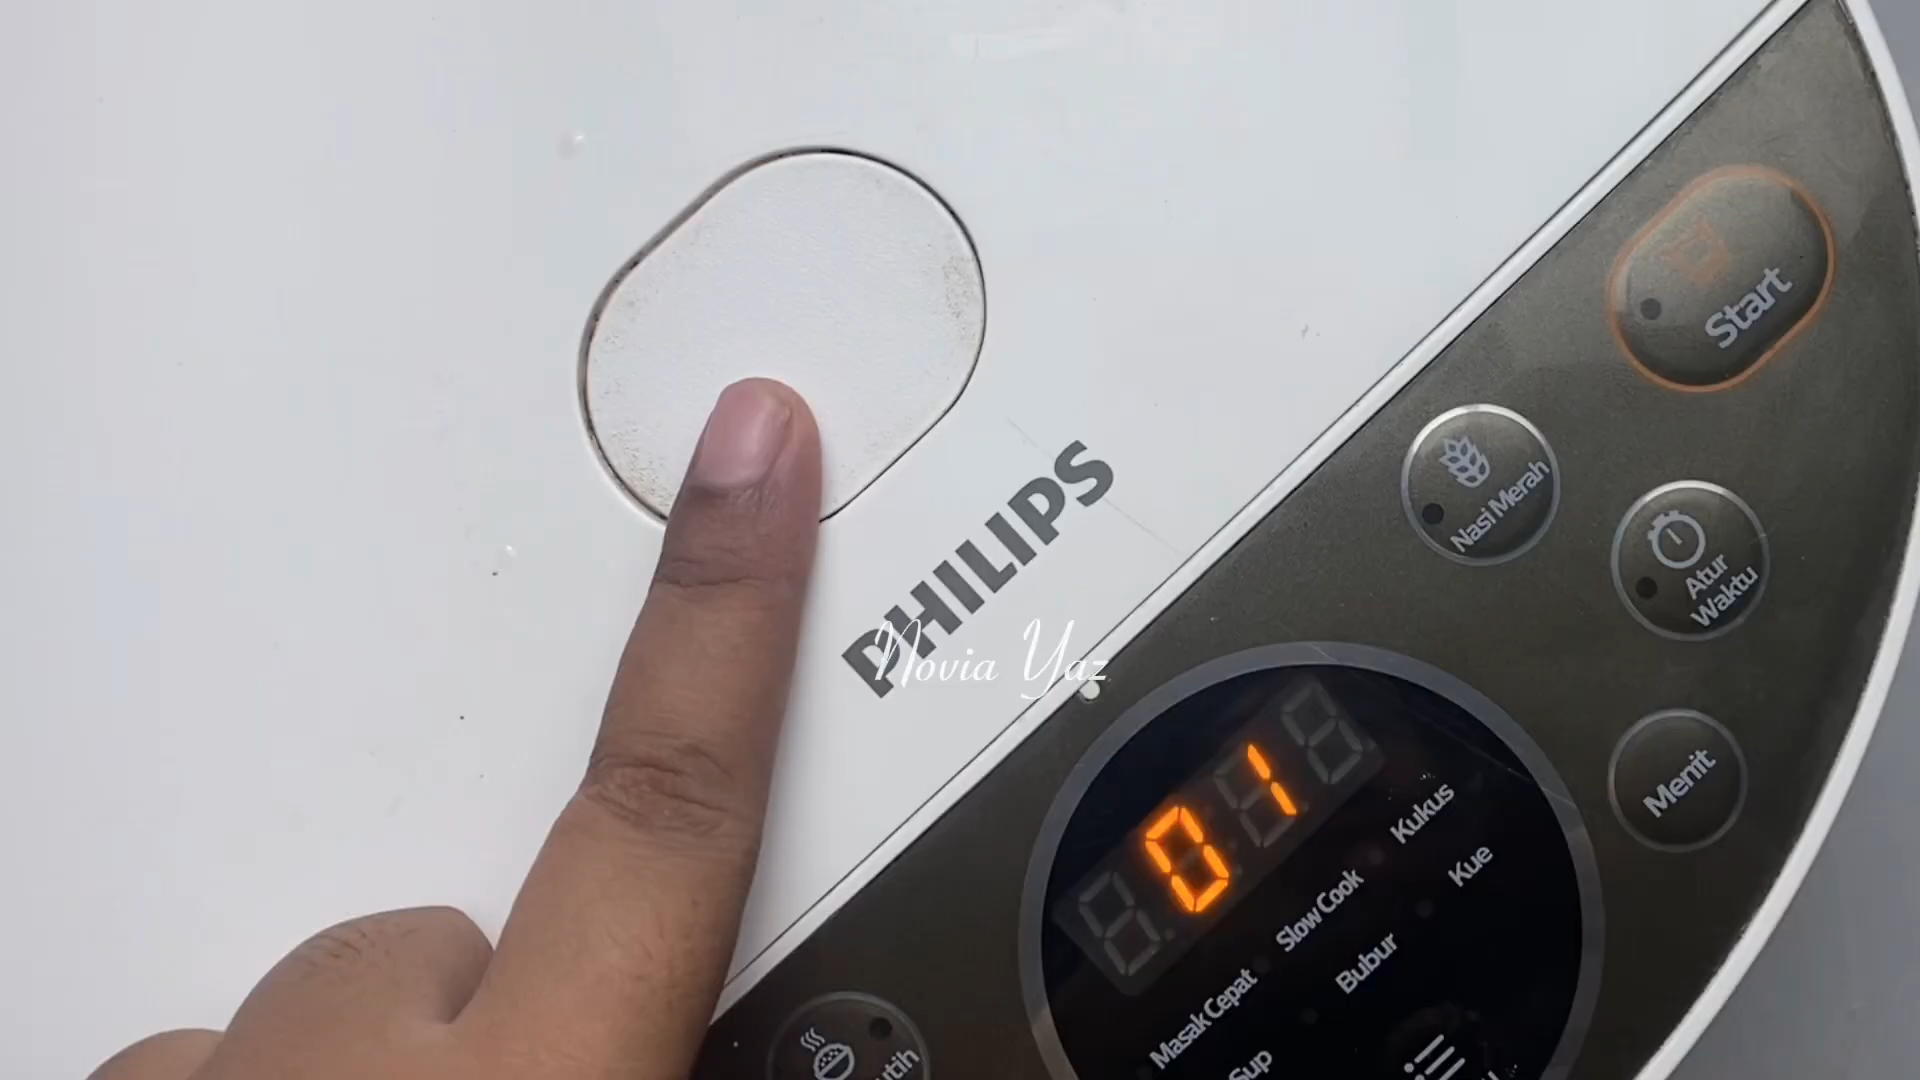 Start
PHILIPS
Nasi Merah
Atur
Waktu
Novia Yaz
Menit
01
Kukus
Kue
Slow Cook
Bubur
Masak Cepat
Sup